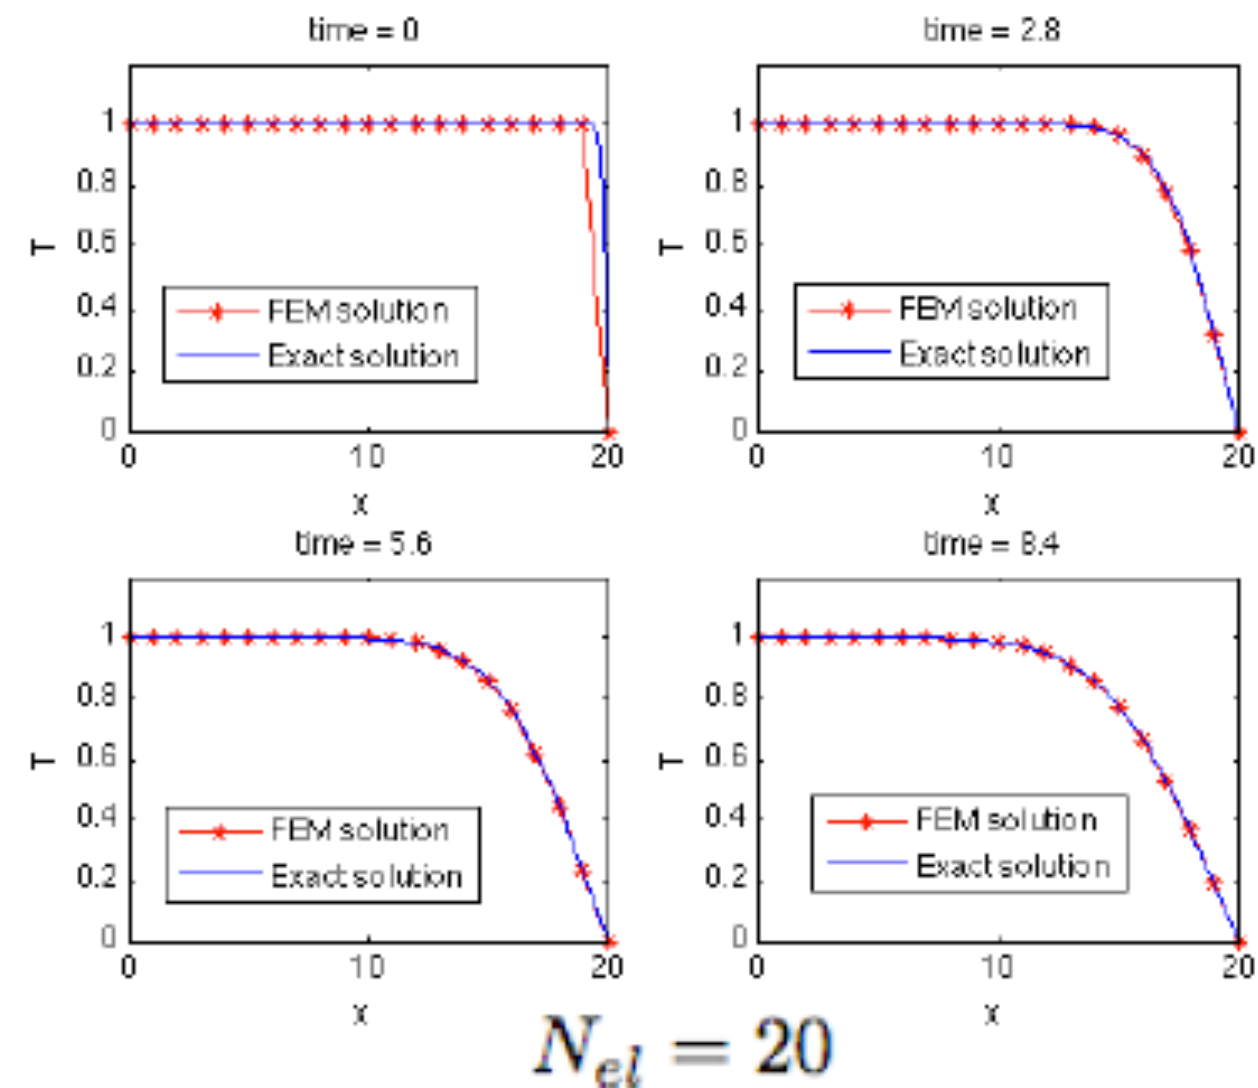 time = 0
1
0.8
0.6
0.4
0.2
0
T
FEM solution
Exact solution
0 10 20
x
time = 2.8
1
0.8
0.6
0.4
0.2
0
T
FEM solution
Exact solution
0 10 20
x
time = 5.6
1
0.8
0.6
0.4
0.2
0
T
FEM solution
Exact solution
0 10 20
x
time = 8.4
1
0.8
0.6
0.4
0.2
0
T
FEM solution
Exact solution
0 10 20
x
N_{el} = 20